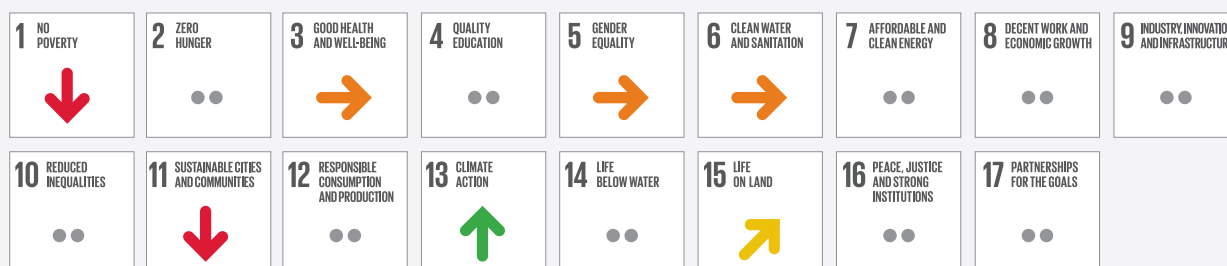 1 NO
POVERTY
2 ZERO
HUNGER
3 GOOD HEALTH
AND WELL-BEING
4 QUALITY
EDUCATION
5 GENDER
EQUALITY
6 CLEAN WATER
AND SANITATION
7 AFFORDABLE AND
CLEAN ENERGY
8 DECENT WORK AND
ECONOMIC GROWTH
9 INDUSTRY, INNOVATIO
AND INFRASTRUCTUR
10 REDUCED
INEQUALITIES
11 SUSTAINABLE CITIES
AND COMMUNITIES
12 RESPONSIBLE
CONSUMPTION
AND PRODUCTION
13 CLIMATE
ACTION
14 LIFE
BELOW WATER
15 LIFE
ON LAND
16 PEACE, JUSTICE
AND STRONG
INSTITUTIONS
17 PARTNERSHIPS
FOR THE GOALS